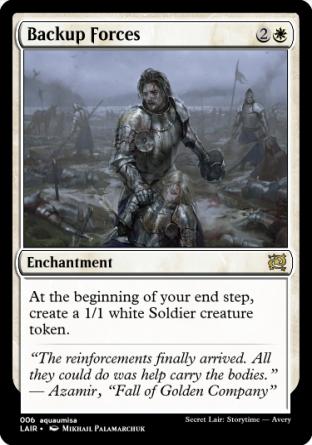 Backup Forces 2
Enchantment
At the beginning of your end step,
create a 1/1 white Soldier creature
token.
“The reinforcements finally arrived. All
they could do was help carry the bodies.”
— Azamir, “Fall of Golden Company”
006 aquaumisa
Secret Lair: Storytime — Avery
LAIR • Mikhail Palamarchuk